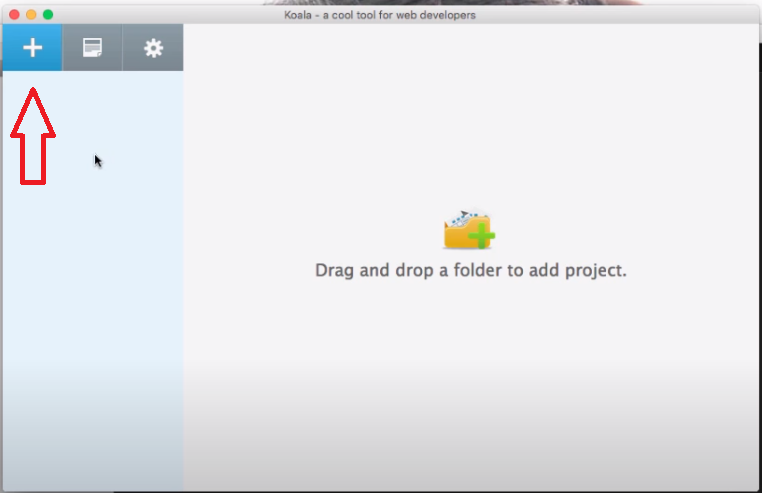 Koala - a cool tool for web developers
Drag and drop a folder to add project.